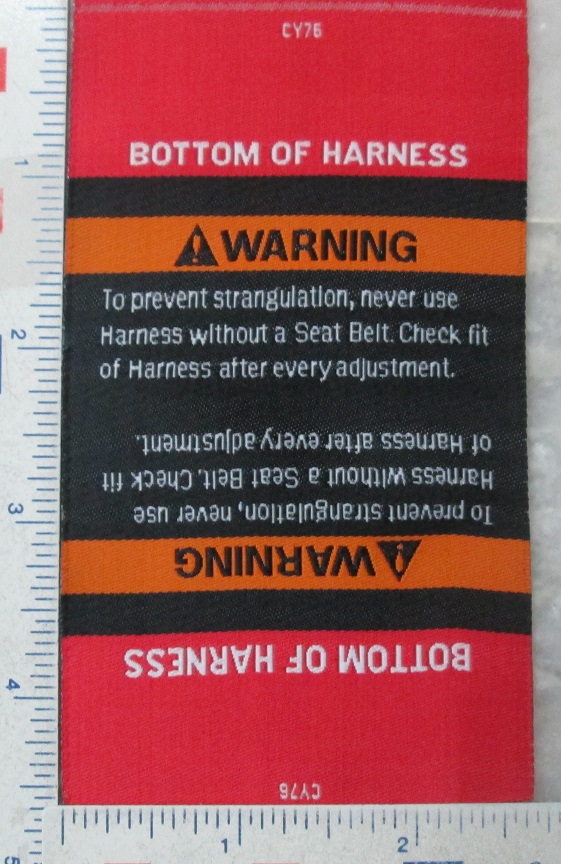 CY76
BOTTOM OF HARNESS
WARNING
To prevent strangulation, never use
Harness without a Seat Belt. Check fit
of Harness after every adjustment.
of Harness after every adjustment.
Harness without a Seat Belt. Check fit
To prevent strangulation, never use
WARNING
BOTTOM OF HARNESS
CY76
1
2
3
4
5
1
2